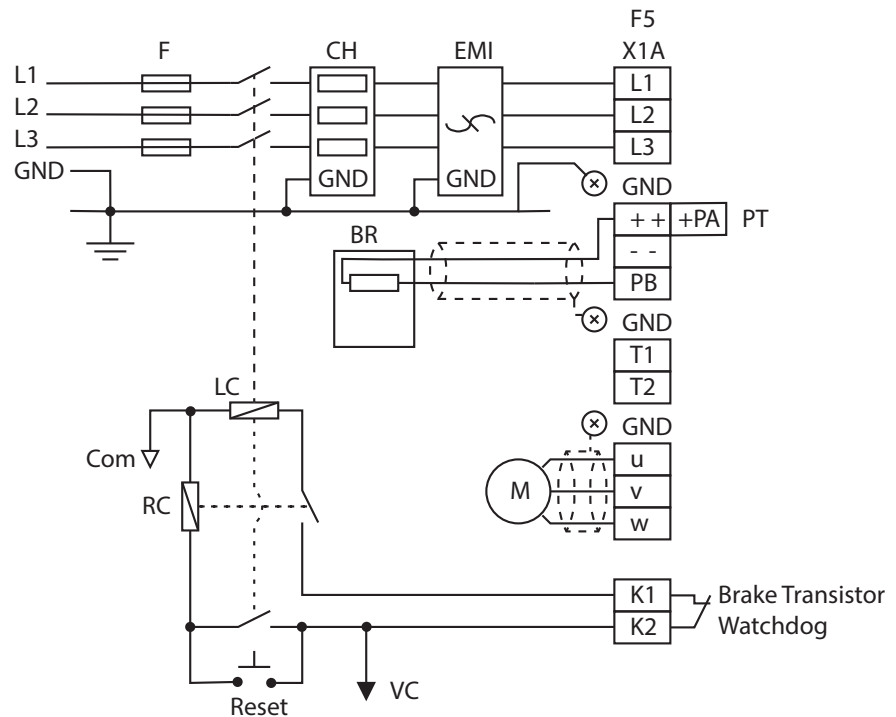 F5
F CH EMI X1A
L1 L1
L2 L2
L3 L3
GND GND GND GND
BR + + +PA PT
- -
PB
GND
T1
T2
LC
GND
Com u
M v
RC w
K1 Brake Transistor
K2 Watchdog
VC
Reset